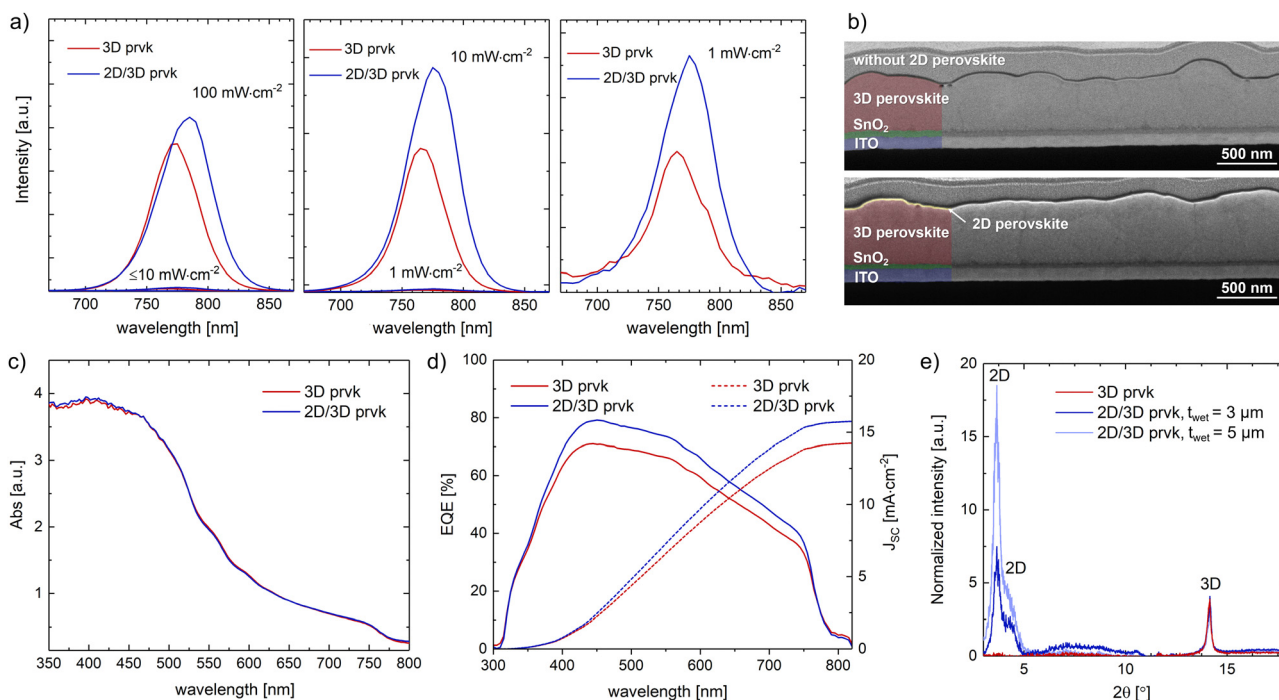 a)
3D prvk
2D/3D prvk
100 mW·cm-2
≤10 mW·cm-2
Intensity [a.u.]
700 750 800 850
wavelength [nm]
3D prvk
2D/3D prvk
10 mW·cm-2
1 mW·cm-2
700 750 800 850
wavelength [nm]
3D prvk
2D/3D prvk
1 mW·cm-2
700 750 800 850
wavelength [nm]
b)
without 2D perovskite
3D perovskite
SnO2
ITO
500 nm
2D perovskite
3D perovskite
SnO2
ITO
500 nm
c)
3D prvk
2D/3D prvk
Abs [a.u.]
4
3
2
1
350 400 450 500 550 600 650 700 750 800
wavelength [nm]
d)
3D prvk
2D/3D prvk
3D prvk
2D/3D prvk
EQE [%]
100
80
60
40
20
0
JSC [mA·cm-2]
20
15
10
5
0
300 400 500 600 700 800
wavelength [nm]
e)
3D prvk
2D/3D prvk, twet = 3 µm
2D/3D prvk, twet = 5 µm
2D
2D
3D
Normalized intensity [a.u.]
20
15
10
5
0
5 10 15
2θ [°]